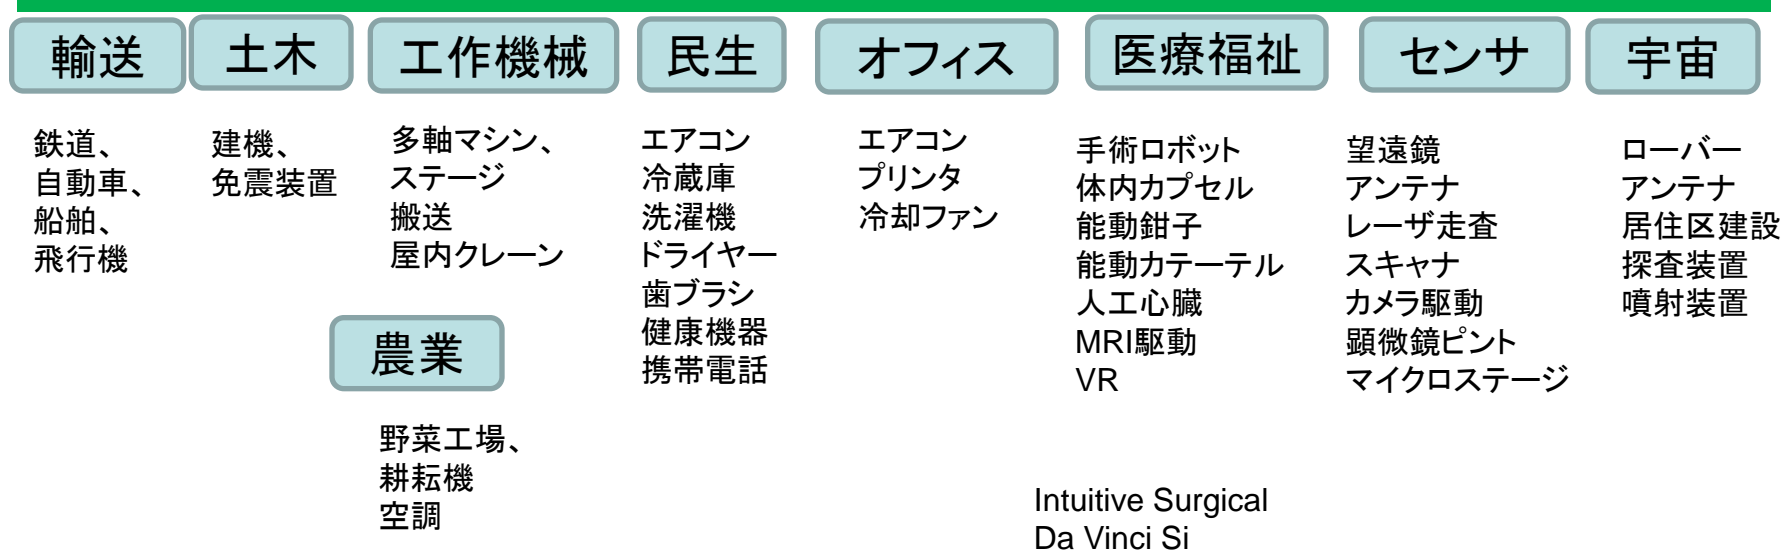 輸送
土木
工作機械
民生
オフィス
医療福祉
センサ
宇宙
鉄道、
自動車、
船舶、
飛行機
建機、
免震装置
多軸マシン、
ステージ
搬送
屋内クレーン
エアコン
冷蔵庫
洗濯機
ドライヤー
歯ブラシ
健康機器
携帯電話
エアコン
プリンタ
冷却ファン
手術ロボット
体内カプセル
能動鉗子
能動カテーテル
人工心臓
MRI駆動
VR
望遠鏡
アンテナ
レーザ走査
スキャナ
カメラ駆動
顕微鏡ピント
マイクロステージ
ローバー
アンテナ
居住区建設
探査装置
噴射装置
農業
野菜工場、
耕耘機
空調
Intuitive Surgical
Da Vinci Si